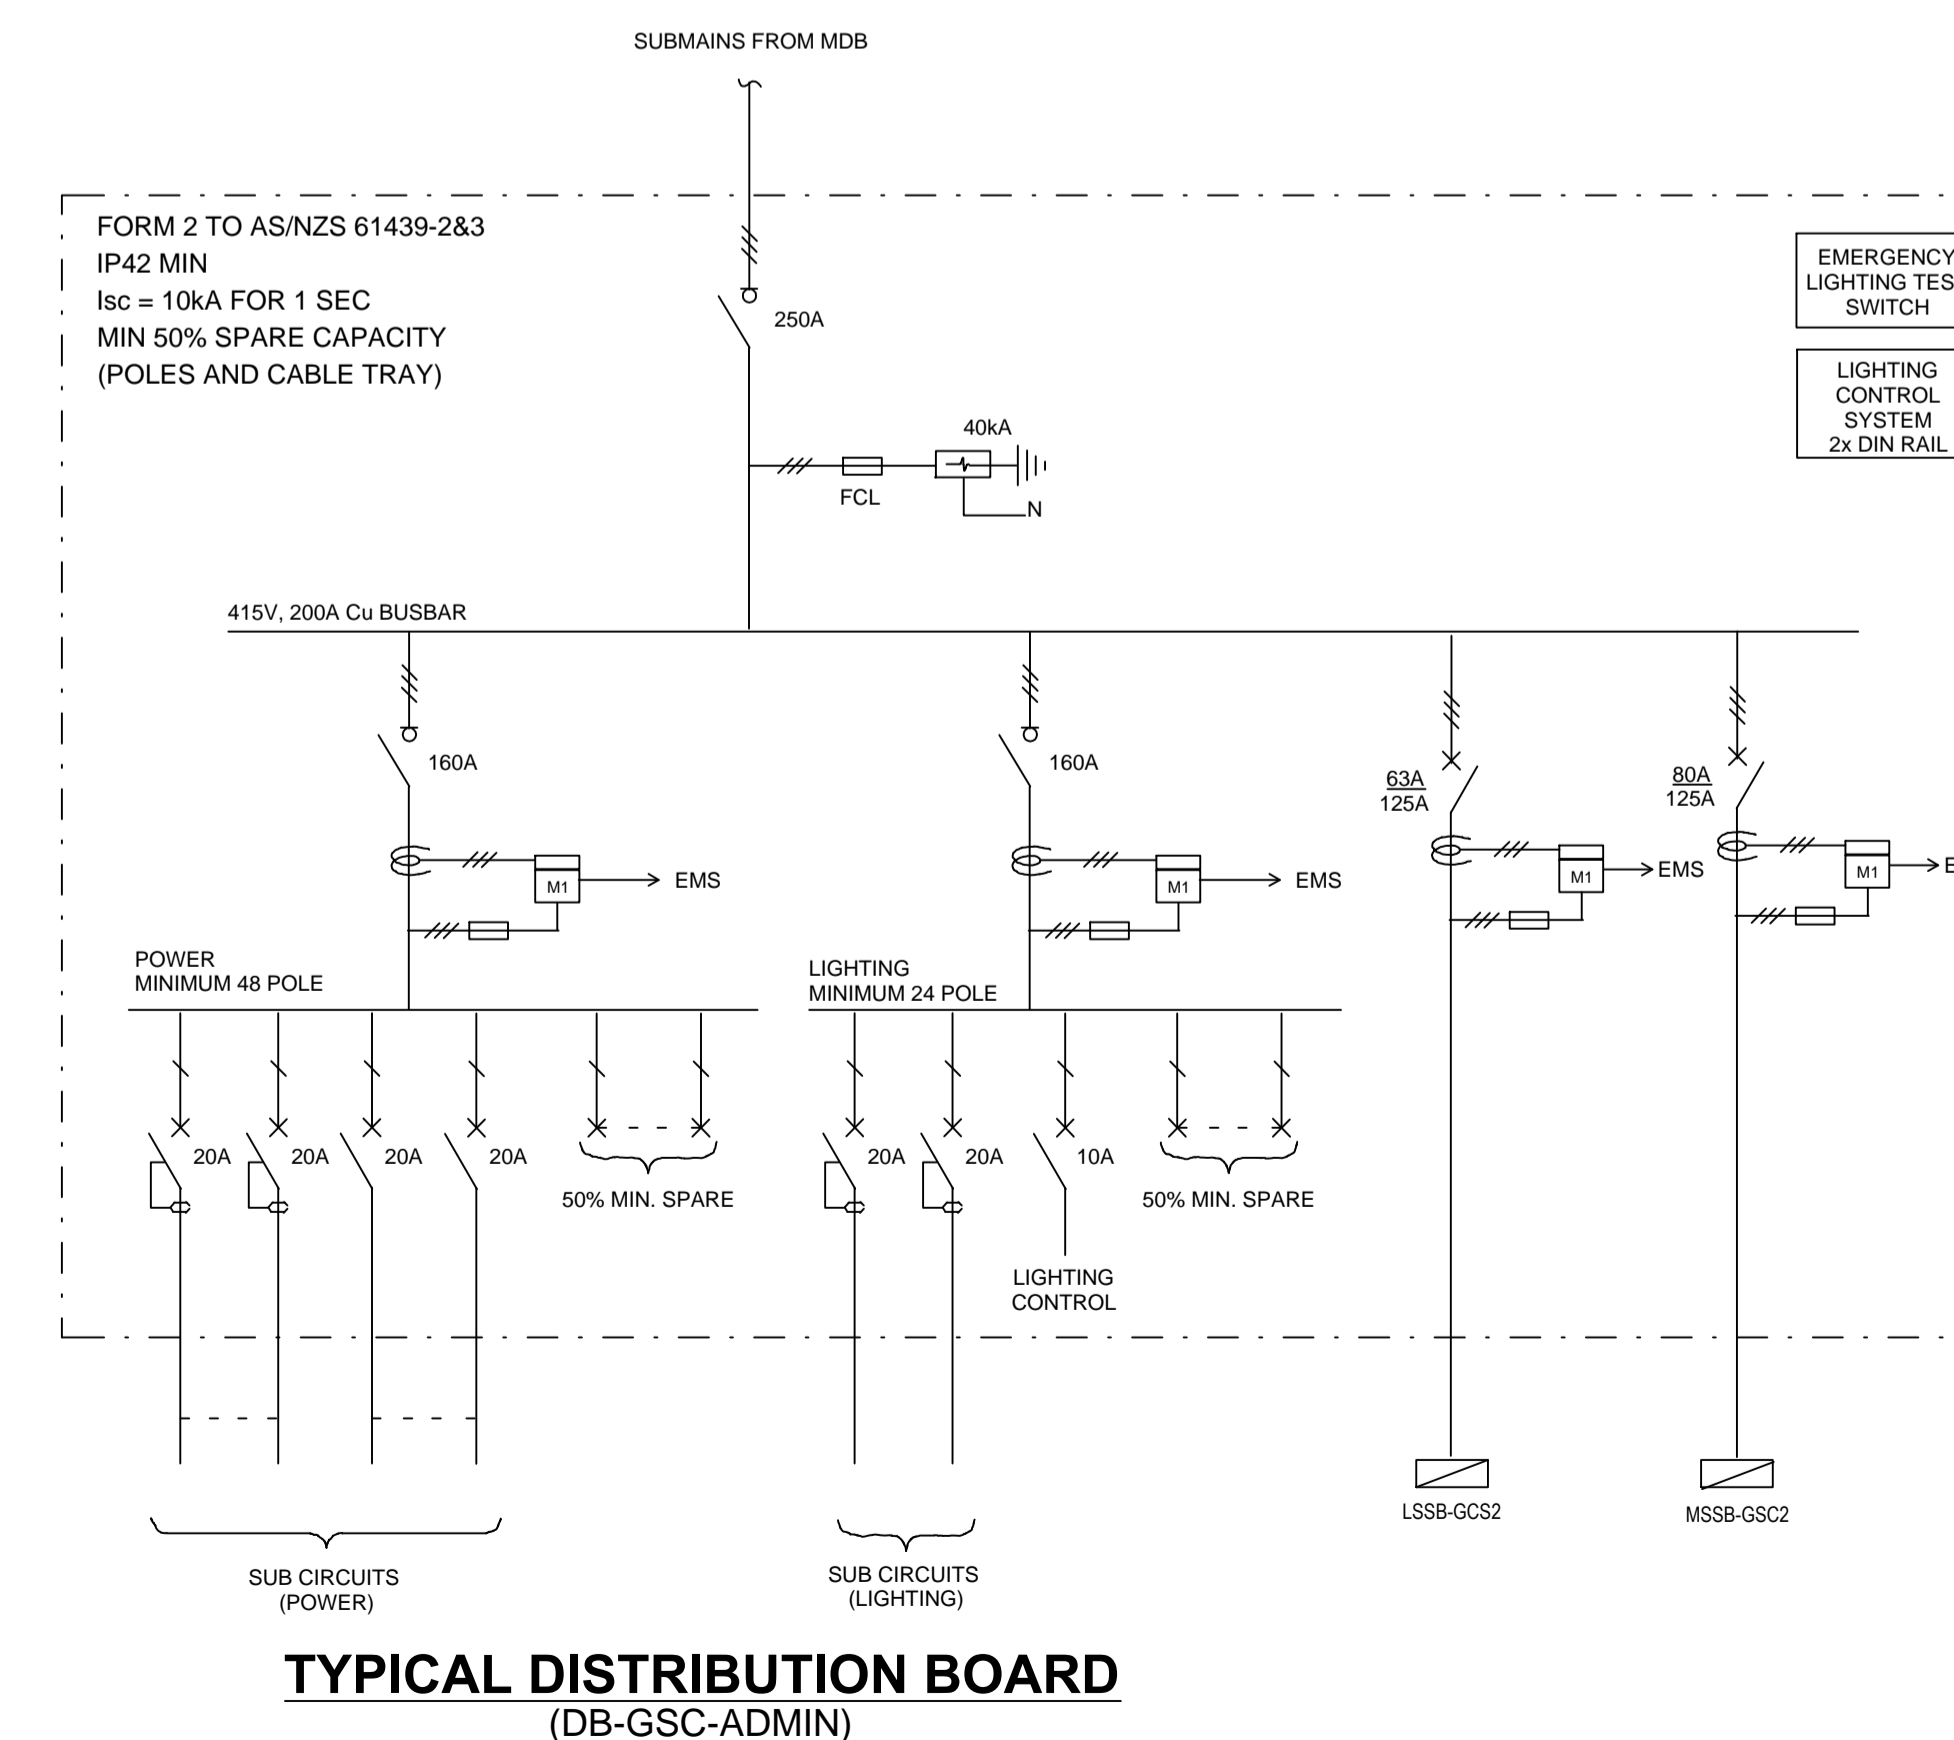 SUBMAINS FROM MDB
FORM 2 TO AS/NZS 61439-2&3
IP42 MIN
Isc = 10kA FOR 1 SEC
MIN 50% SPARE CAPACITY
(POLES AND CABLE TRAY)
EMERGENCY
LIGHTING TES
SWITCH
250A
LIGHTING
CONTROL
SYSTEM
2x DIN RAIL
40kA
FCL
N
415V, 200A Cu BUSBAR
160A
160A
63A
125A
80A
125A
M1
EMS
M1
EMS
M1
EMS
M1
E
POWER
MINIMUM 48 POLE
LIGHTING
MINIMUM 24 POLE
20A
20A
20A
20A
50% MIN. SPARE
20A
20A
10A
50% MIN. SPARE
LIGHTING
CONTROL
LSSB-GCS2
MSSB-GSC2
SUB CIRCUITS
(POWER)
SUB CIRCUITS
(LIGHTING)
TYPICAL DISTRIBUTION BOARD
(DB-GSC-ADMIN)